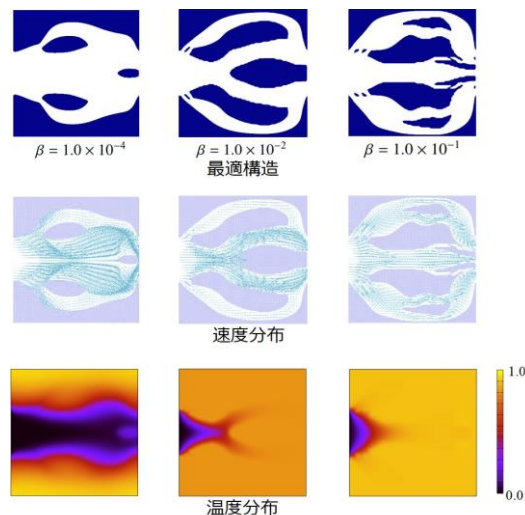 β = 1.0 × 10⁻⁴
β = 1.0 × 10⁻²
β = 1.0 × 10⁻¹
最適構造
速度分布
1.0
0.0
温度分布